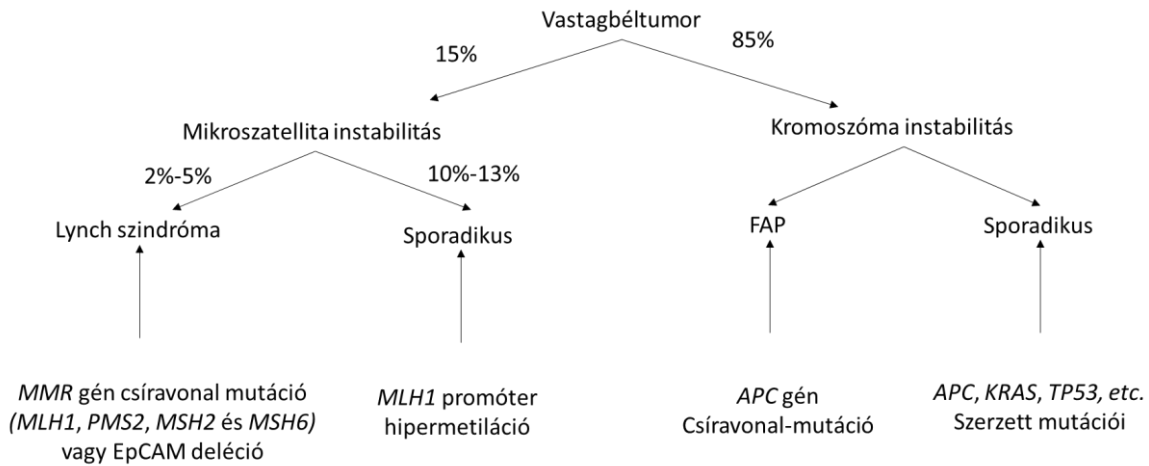 Vastagbéltumor
15%
85%
Mikroszatellita instabilitás
Kromoszóma instabilitás
2%-5%
10%-13%
Lynch szindróma
Sporadikus
FAP
Sporadikus
MMR gén csíravonal mutáció
(MLH1, PMS2, MSH2 és MSH6)
vagy EpCAM deléció
MLH1 promóter
hipermetiláció
APC gén
Csíravonal-mutáció
APC, KRAS, TP53, etc.
Szerzett mutációi